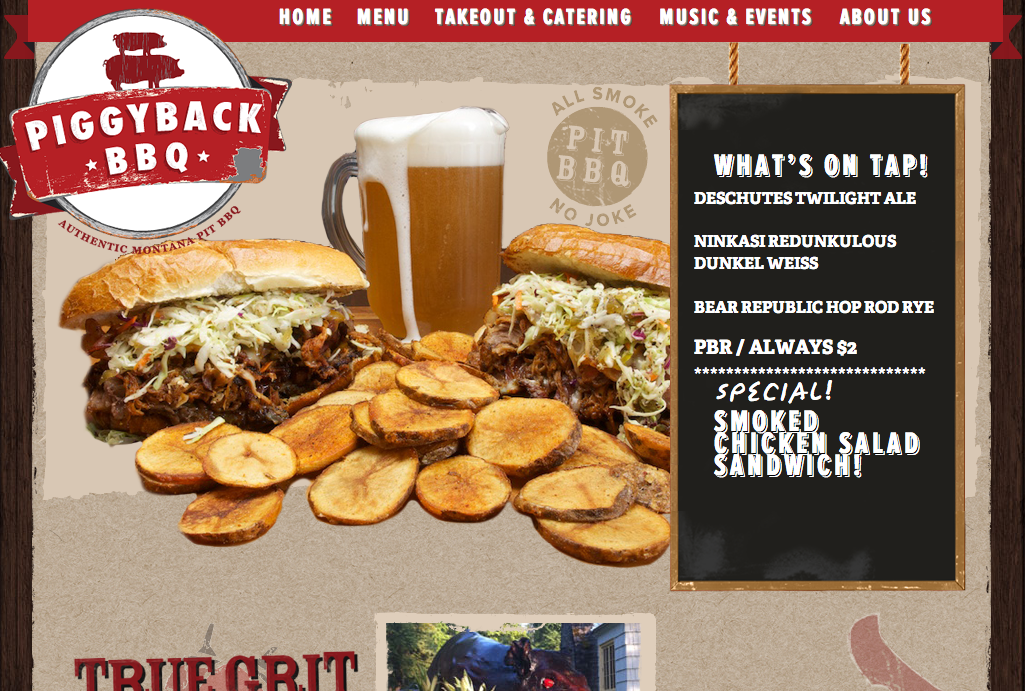 HOME MENU TAKEOUT & CATERING MUSIC & EVENTS ABOUT US
PIGGYBACK
BBQ
AUTHENTIC MONTANA PIT BBQ
ALL SMOKE
PIT
BBQ
NO JOKE
WHAT'S ON TAP!
DESCHUTES TWILIGHT ALE
NINKASI REDUNKULOUS
DUNKEL WEISS
BEAR REPUBLIC HOP ROD RYE
PBR / ALWAYS $2
*****************************
SPECIAL!
SMOKED
CHICKEN SALAD
SANDWICH!
TRUE GRIT